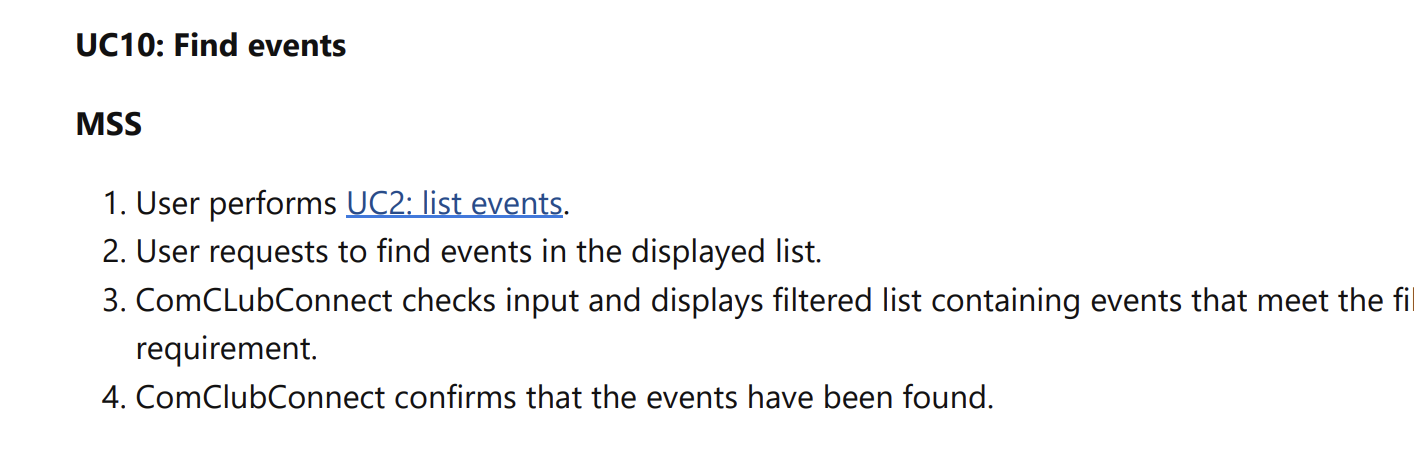 UC10: Find events
MSS
1. User performs UC2: list events.
2. User requests to find events in the displayed list.
3. ComCLubConnect checks input and displays filtered list containing events that meet the
requirement.
4. ComClubConnect confirms that the events have been found.